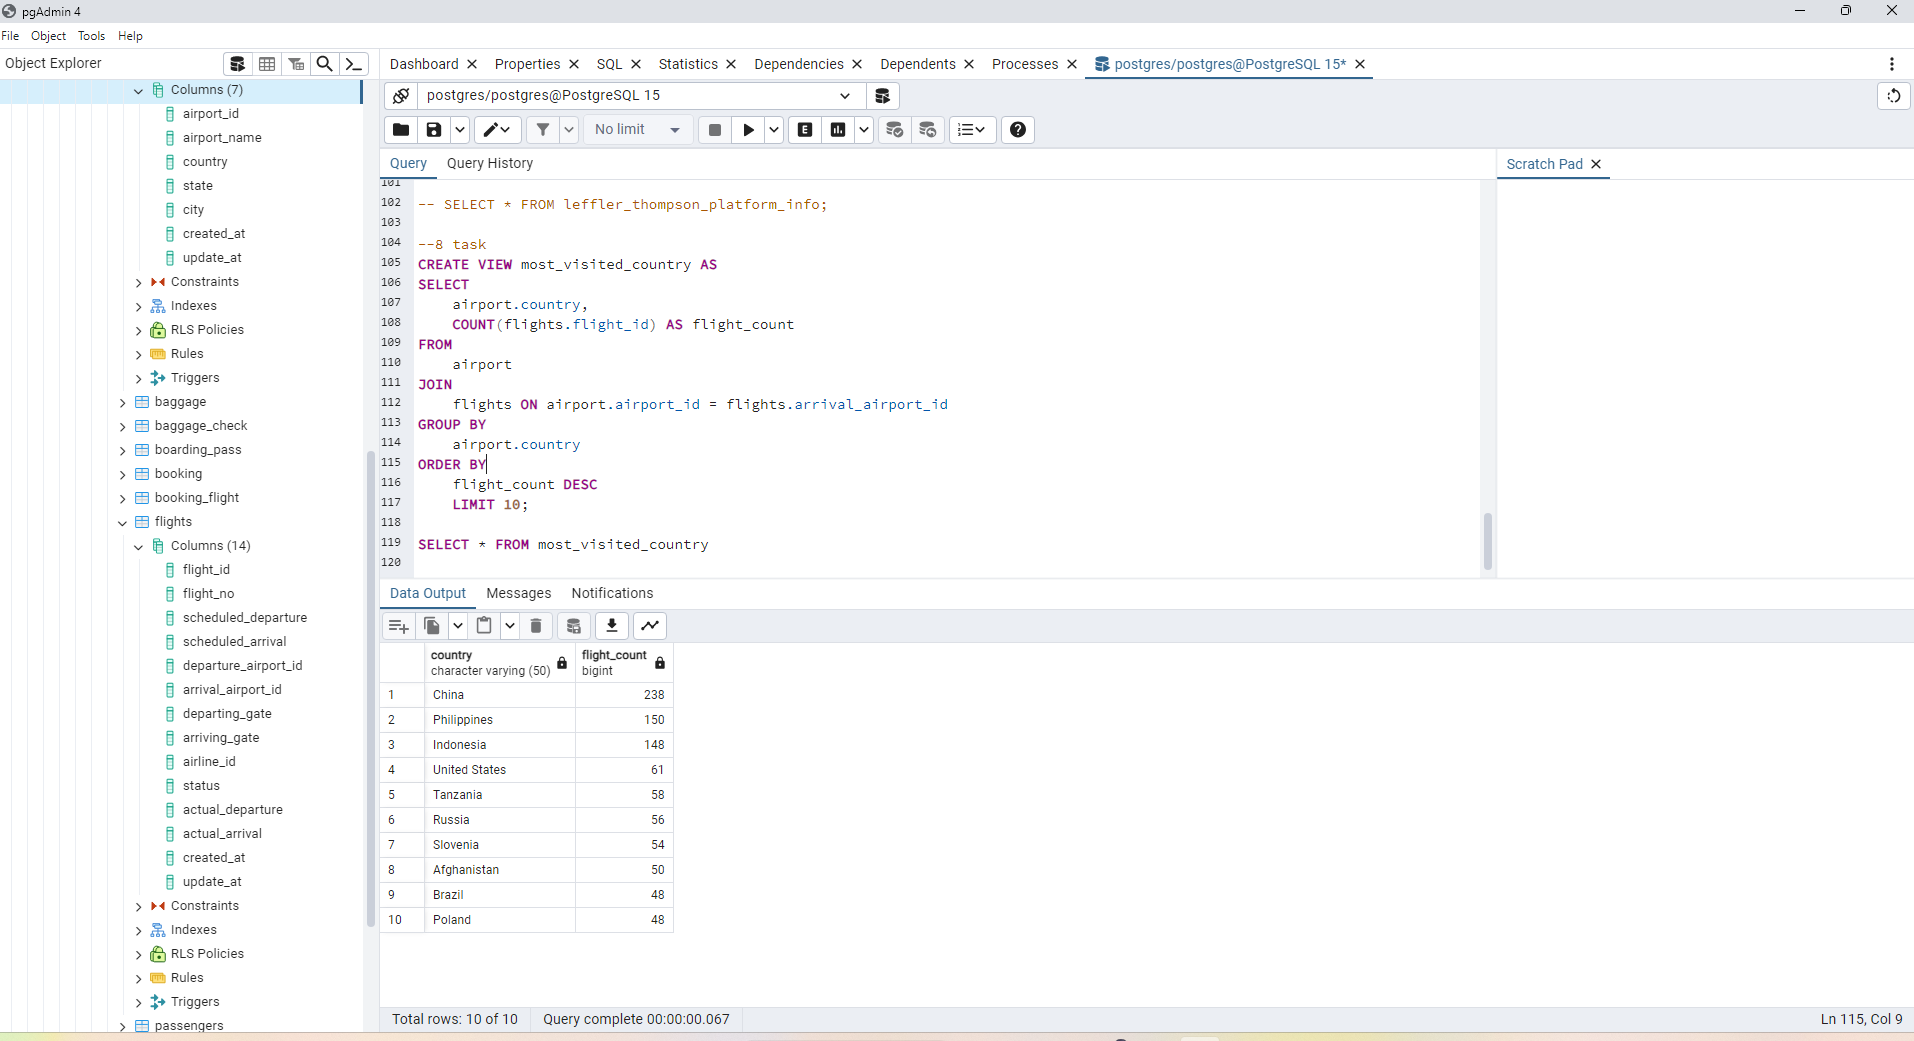 pgAdmin 4
File Object Tools Help
Object Explorer
Columns (7)
airport_id
airport_name
country
state
city
created_at
update_at
Constraints
Indexes
RLS Policies
Rules
Triggers
baggage
baggage_check
boarding_pass
booking
booking_flight
flights
Columns (14)
flight_id
flight_no
scheduled_departure
scheduled_arrival
departure_airport_id
arrival_airport_id
departing_gate
arriving_gate
airline_id
status
actual_departure
actual_arrival
created_at
update_at
Constraints
Indexes
RLS Policies
Rules
Triggers
passengers
Dashboard Properties SQL Statistics Dependencies Dependents Processes postgres/postgres@PostgreSQL 15*
postgres/postgres@PostgreSQL 15
No limit E
Query Query History
Scratch Pad
101
102 -- SELECT * FROM leffler_thompson_platform_info;
103
104 --8 task
105 CREATE VIEW most_visited_country AS
106 SELECT
107 airport.country,
108 COUNT(flights.flight_id) AS flight_count
109 FROM
110 airport
111 JOIN
112 flights ON airport.airport_id = flights.arrival_airport_id
113 GROUP BY
114 airport.country
115 ORDER BY
116 flight_count DESC
117 LIMIT 10;
118
119 SELECT * FROM most_visited_country
120
Data Output Messages Notifications
country character varying (50) flight_count bigint
1 China 238
2 Philippines 150
3 Indonesia 148
4 United States 61
5 Tanzania 58
6 Russia 56
7 Slovenia 54
8 Afghanistan 50
9 Brazil 48
10 Poland 48
Total rows: 10 of 10 Query complete 00:00:00.067 Ln 115, Col 9